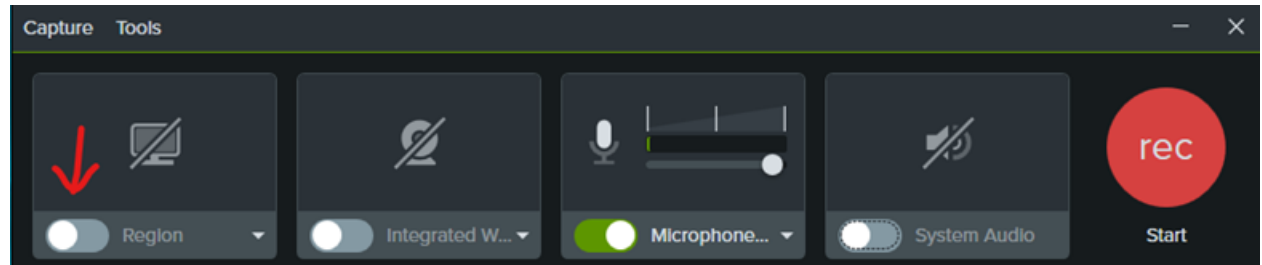 Capture Tools
rec
Region Integrated W... Microphone... System Audio Start